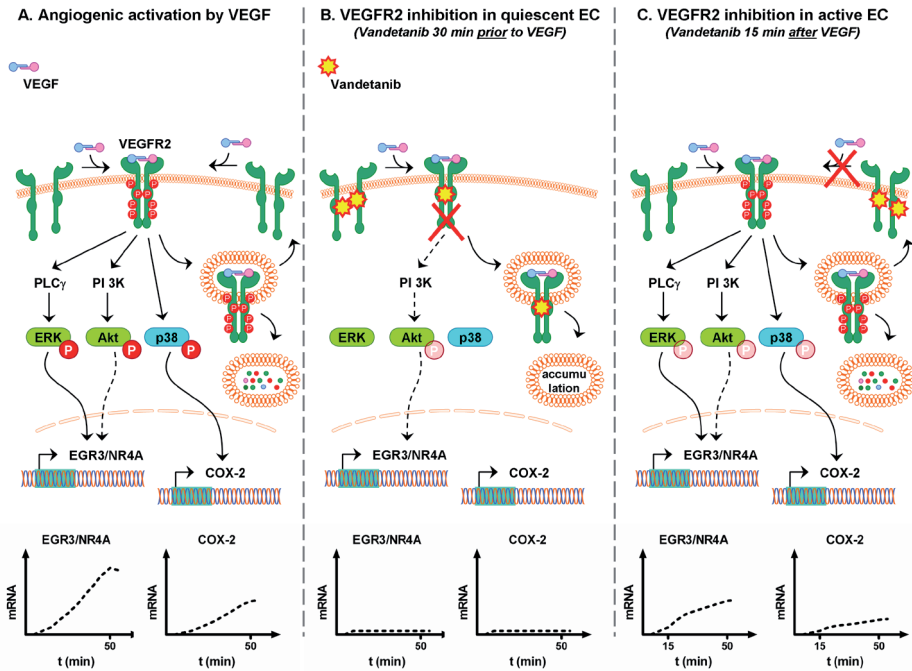 A. Angiogenic activation by VEGF
VEGF
VEGFR2
P P P P P P P P
PLCγ
PI 3K
P P P P P P
ERK
P
Akt
P
p38
P
EGR3/NR4A
COX-2
EGR3/NR4A
COX-2
mRNA
50
50
t (min)
t (min)
B. VEGFR2 inhibition in quiescent EC
(Vandetanib 30 min prior to VEGF)
Vandetanib
PI 3K
ERK
Akt
P
p38
accumu
lation
EGR3/NR4A
COX-2
EGR3/NR4A
COX-2
mRNA
50
50
t (min)
t (min)
C. VEGFR2 inhibition in active EC
(Vandetanib 15 min after VEGF)
P P P P P P P P
PLCγ
PI 3K
P P P P P P
ERK
P
Akt
P
p38
P
EGR3/NR4A
COX-2
EGR3/NR4A
COX-2
mRNA
mRNA
15
50
15
50
t (min)
t (min)